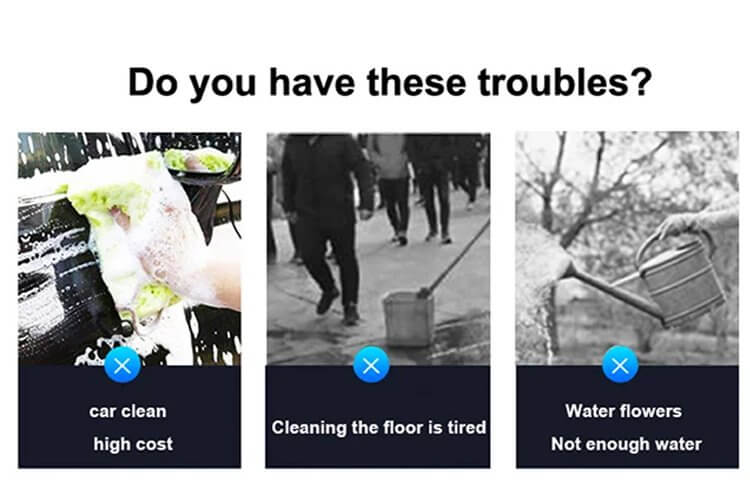 Do you have these troubles?
car clean
high cost
Cleaning the floor is tired
Water flowers
Not enough water